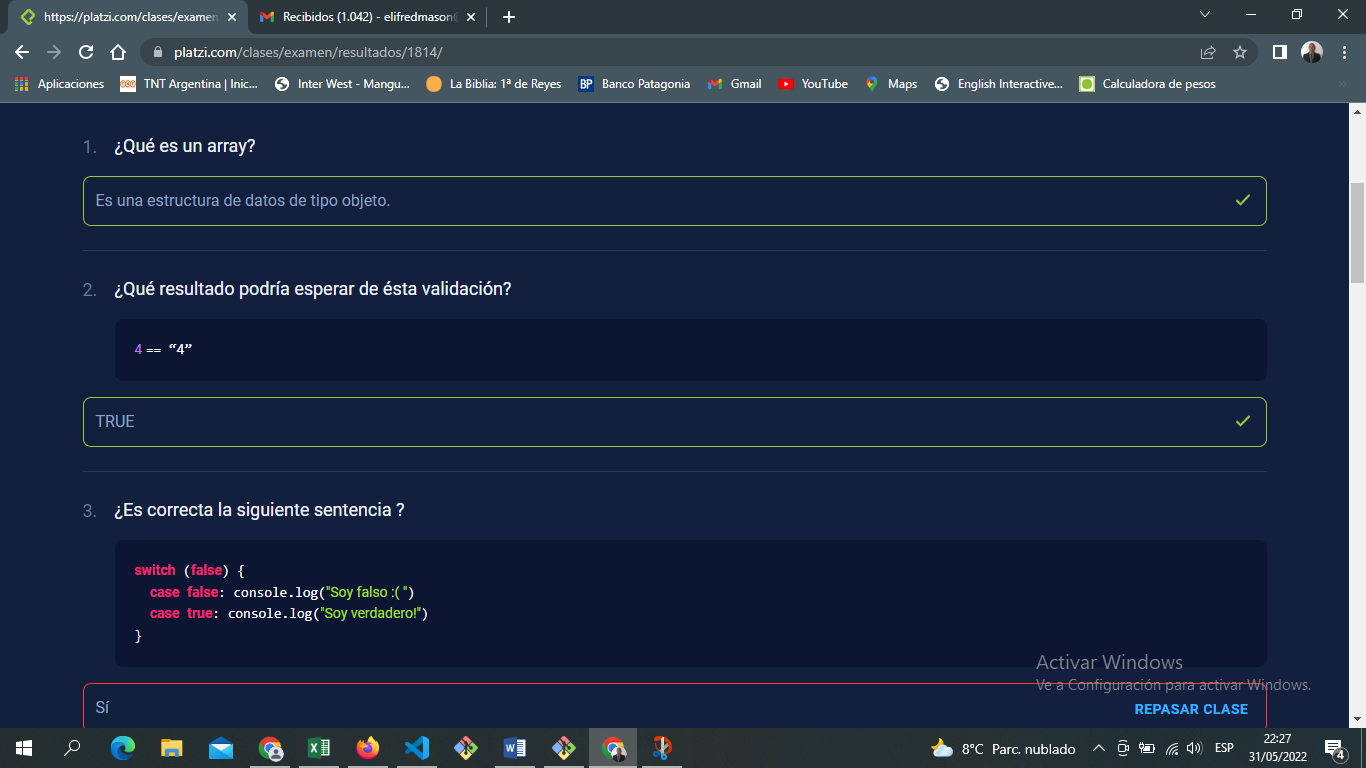 https://platzi.com/clases/examen
Recibidos (1.042) - elifredmason
platzi.com/clases/examen/resultados/1814/
Aplicaciones
TNT Argentina | Inic...
Inter West - Mangu...
La Biblia: 1ª de Reyes
BP Banco Patagonia
Gmail
YouTube
Maps
English Interactive...
Calculadora de pesos
1. ¿Qué es un array?
Es una estructura de datos de tipo objeto.
2. ¿Qué resultado podría esperar de ésta validación?
4 == “4”
TRUE
3. ¿Es correcta la siguiente sentencia ?
switch (false) {
case false: console.log("Soy falso :( ")
case true: console.log("Soy verdadero!")
}
Activar Windows
Ve a Configuración para activar Windows.
Sí
REPASAR CLASE
8°C Parc. nublado
ESP
22:27
31/05/2022
4